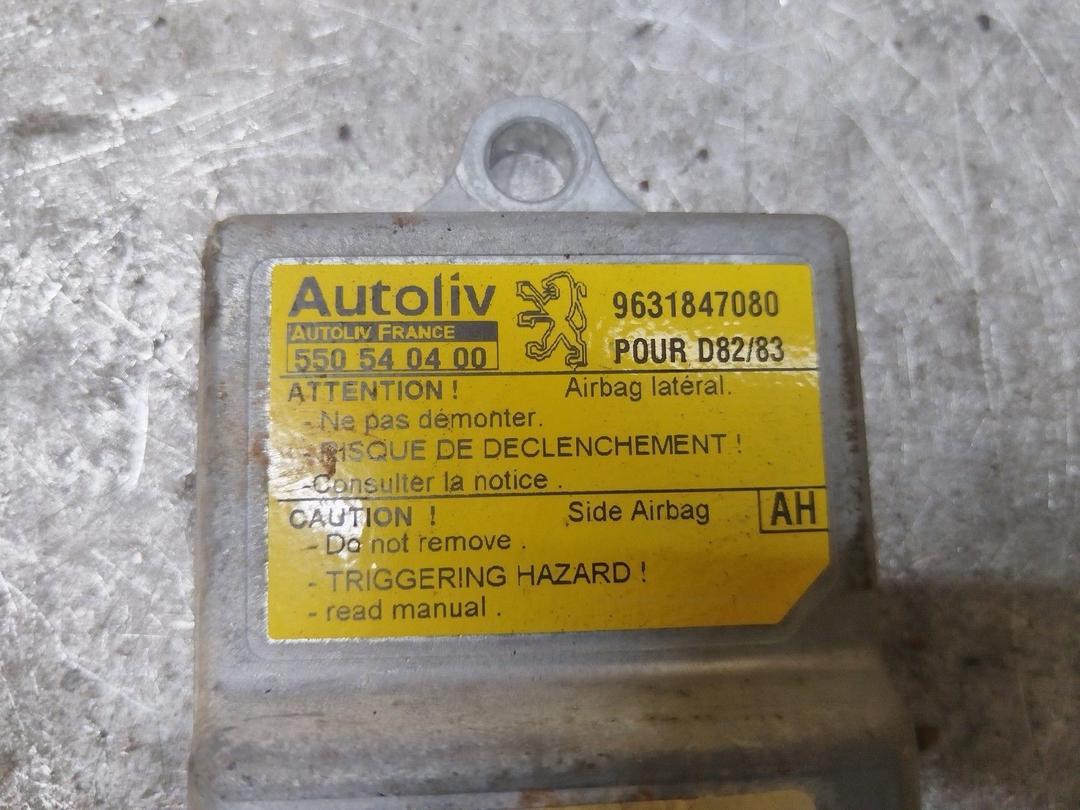 Autoliv
AUTOLIV FRANCE
550 54 04 00
9631847080
POUR D82/83
ATTENTION ! Airbag latéral.
- Ne pas démonter.
- RISQUE DE DECLENCHEMENT !
-Consulter la notice .
CAUTION ! Side Airbag AH
- Do not remove .
- TRIGGERING HAZARD !
- read manual .